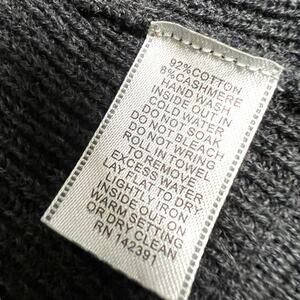 92%COTTON
8%CASHMERE
HAND WASH
INSIDE OUT IN
COLD WATER
DO NOT SOAK
DO NOT BLEACH
DO NOT WRING
ROLL IN TOWEL
TO REMOVE
EXCESS WATER
LAY FLAT TO DRY
LIGHTLY IRON
INSIDE OUT ON
WARM SETTING
OR DRY CLEAN
RN 142391